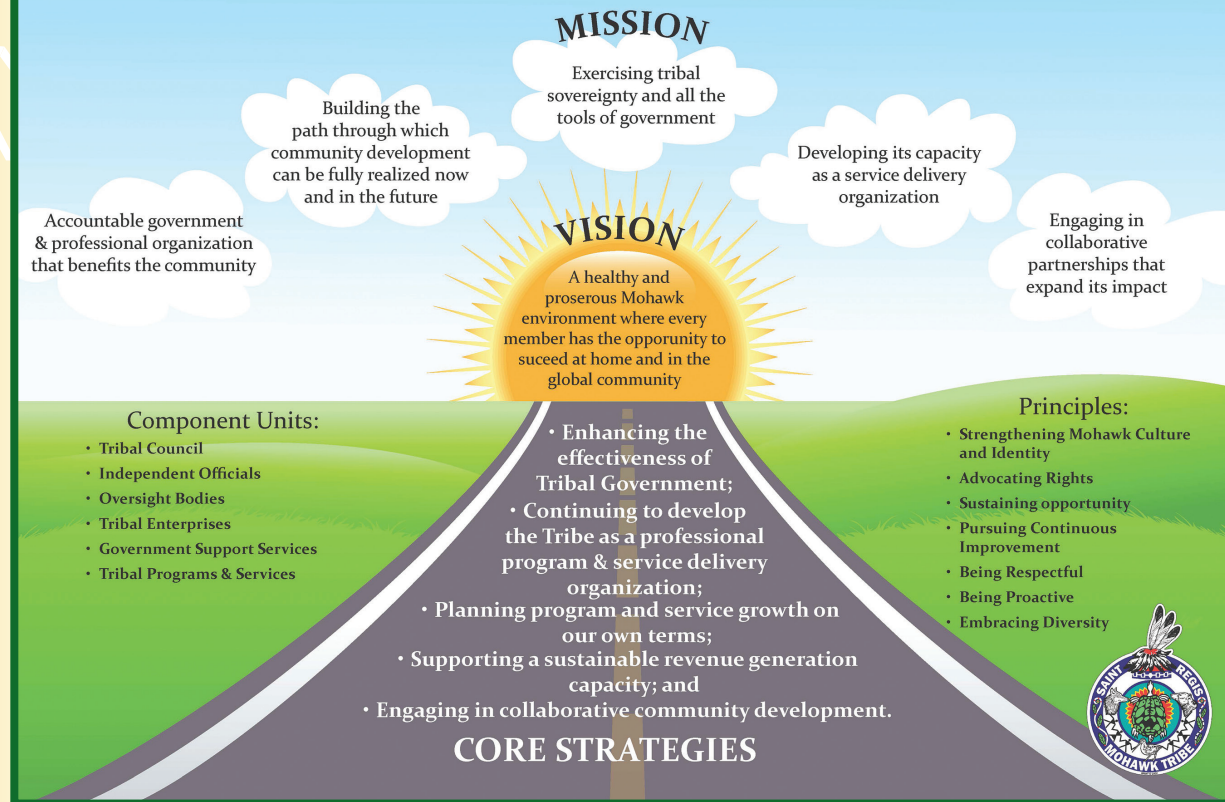 MISSION
Exercising tribal
sovereignty and all the
tools of government
Building the
path through which
community development
can be fully realized now
and in the future
Developing its capacity
as a service delivery
organization
Accountable government
& professional organization
that benefits the community
Engaging in
collaborative
partnerships that
expand its impact
VISION
A healthy and
proserous Mohawk
environment where every
member has the opporunity to
suceed at home and in the
global community
Component Units:
• Tribal Council
• Independent Officials
• Oversight Bodies
• Tribal Enterprises
• Government Support Services
• Tribal Programs & Services
• Enhancing the
effectiveness of
Tribal Government;
• Continuing to develop
the Tribe as a professional
program & service delivery
organization;
• Planning program and service growth on
our own terms;
• Supporting a sustainable revenue generation
capacity; and
• Engaging in collaborative community development.
CORE STRATEGIES
Principles:
• Strengthening Mohawk Culture
and Identity
• Advocating Rights
• Sustaining opportunity
• Pursuing Continuous
Improvement
• Being Respectful
• Being Proactive
• Embracing Diversity
SAINT REGIS
MOHAWK TRIBE